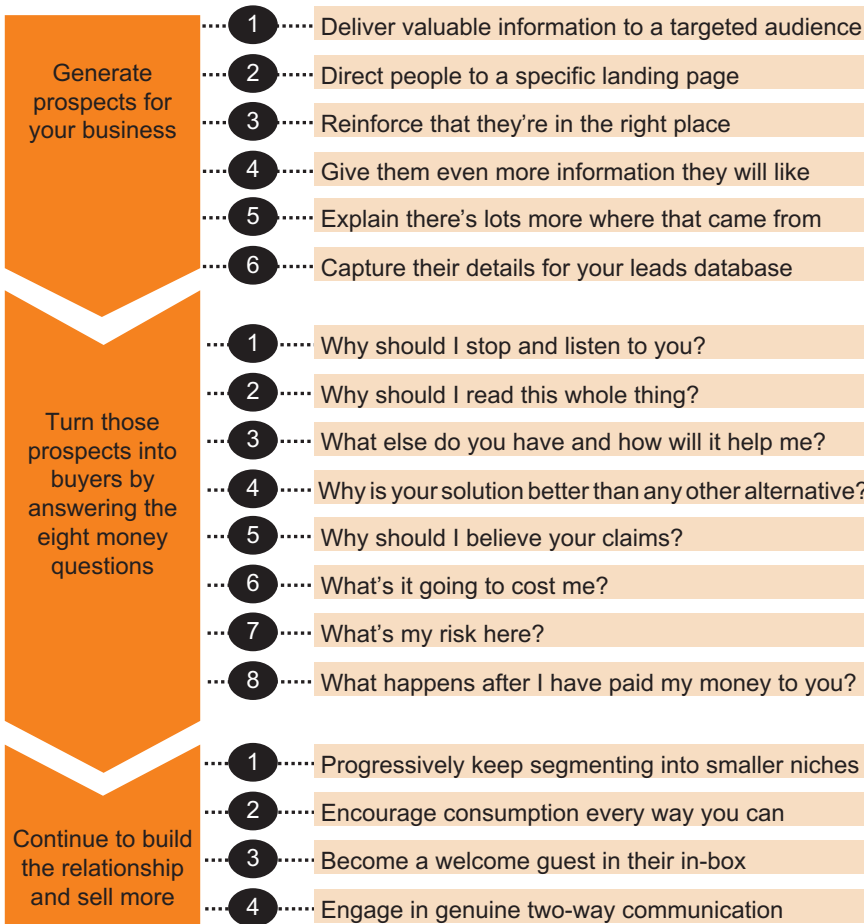 Generate
prospects for
your business
1 Deliver valuable information to a targeted audience
2 Direct people to a specific landing page
3 Reinforce that they’re in the right place
4 Give them even more information they will like
5 Explain there’s lots more where that came from
6 Capture their details for your leads database
Turn those
prospects into
buyers by
answering the
eight money
questions
1 Why should I stop and listen to you?
2 Why should I read this whole thing?
3 What else do you have and how will it help me?
4 Why is your solution better than any other alternative?
5 Why should I believe your claims?
6 What’s it going to cost me?
7 What’s my risk here?
8 What happens after I have paid my money to you?
Continue to build
the relationship
and sell more
1 Progressively keep segmenting into smaller niches
2 Encourage consumption every way you can
3 Become a welcome guest in their in-box
4 Engage in genuine two-way communication